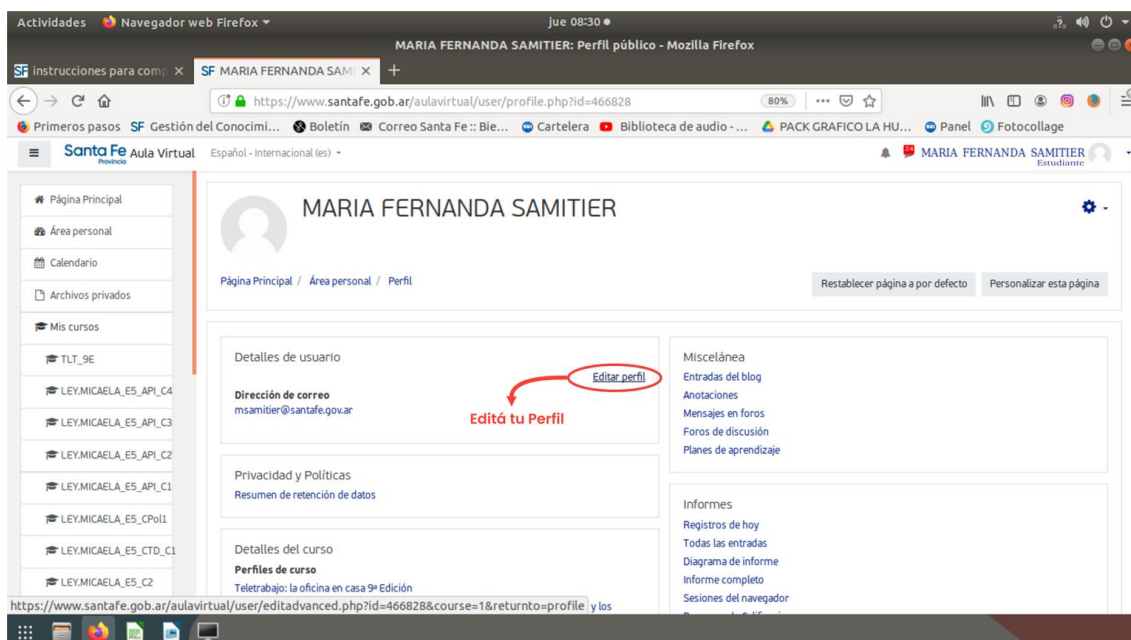 Actividades Navegador web Firefox jue 08:30
MARIA FERNANDA SAMITIER: Perfil público - Mozilla Firefox
SF instrucciones para comp SF MARIA FERNANDA SAMI
https://www.santafe.gob.ar/aulavirtual/user/profile.php?id=466828 80%
Primeros pasos SF Gestión del Conocimi... Boletín Correo Santa Fe :: Bie... Cartelera Biblioteca de audio - ... PACK GRAFICO LA HU... Panel Fotocollage
Santa Fe Provincia Aula Virtual Español - Internacional (es) 24 MARIA FERNANDA SAMITIER
Estudiante
Página Principal
Área personal
Calendario
Archivos privados
Mis cursos
TLT_9E
LEY.MICAELA_E5_API_C4
LEY.MICAELA_E5_API_C3
LEY.MICAELA_E5_API_C2
LEY.MICAELA_E5_API_C1
LEY.MICAELA_E5_CPol1
LEY.MICAELA_E5_CTD_C1
LEY.MICAELA_E5_C2
MARIA FERNANDA SAMITIER
Página Principal / Área personal / Perfil
Restablecer página a por defecto Personalizar esta página
Detalles de usuario
Editar perfil
Dirección de correo
msamitier@santafe.gov.ar
Editá tu Perfil
Privacidad y Políticas
Resumen de retención de datos
Detalles del curso
Perfiles de curso
Teletrabajo: la oficina en casa 9ª Edición
y los
Miscelánea
Entradas del blog
Anotaciones
Mensajes en foros
Foros de discusión
Planes de aprendizaje
Informes
Registros de hoy
Todas las entradas
Diagrama de informe
Informe completo
Sesiones del navegador
https://www.santafe.gob.ar/aulavirtual/user/editadvanced.php?id=466828&course=1&returnto=profile